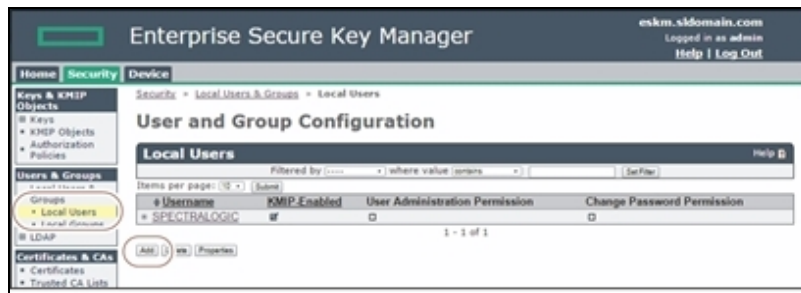 Enterprise Secure Key Manager
eskm.sldomain.com
Logged in as admin
Help | Log Out
Home Security Device
Keys & KMIP Objects
Keys
KMIP Objects
Authorization Policies
Users & Groups
Local Users &
Groups
Local Users
Local Groups
LDAP
Certificates & CAs
Certificates
Trusted CA Lists
Security » Local Users & Groups » Local Users
User and Group Configuration
Local Users
Help
Filtered by ----- where value contains Set Filter
Items per page: 10 Submit
Username KMIP-Enabled User Administration Permission Change Password Permission
SPECTRALOGIC
1 - 1 of 1
Add Properties